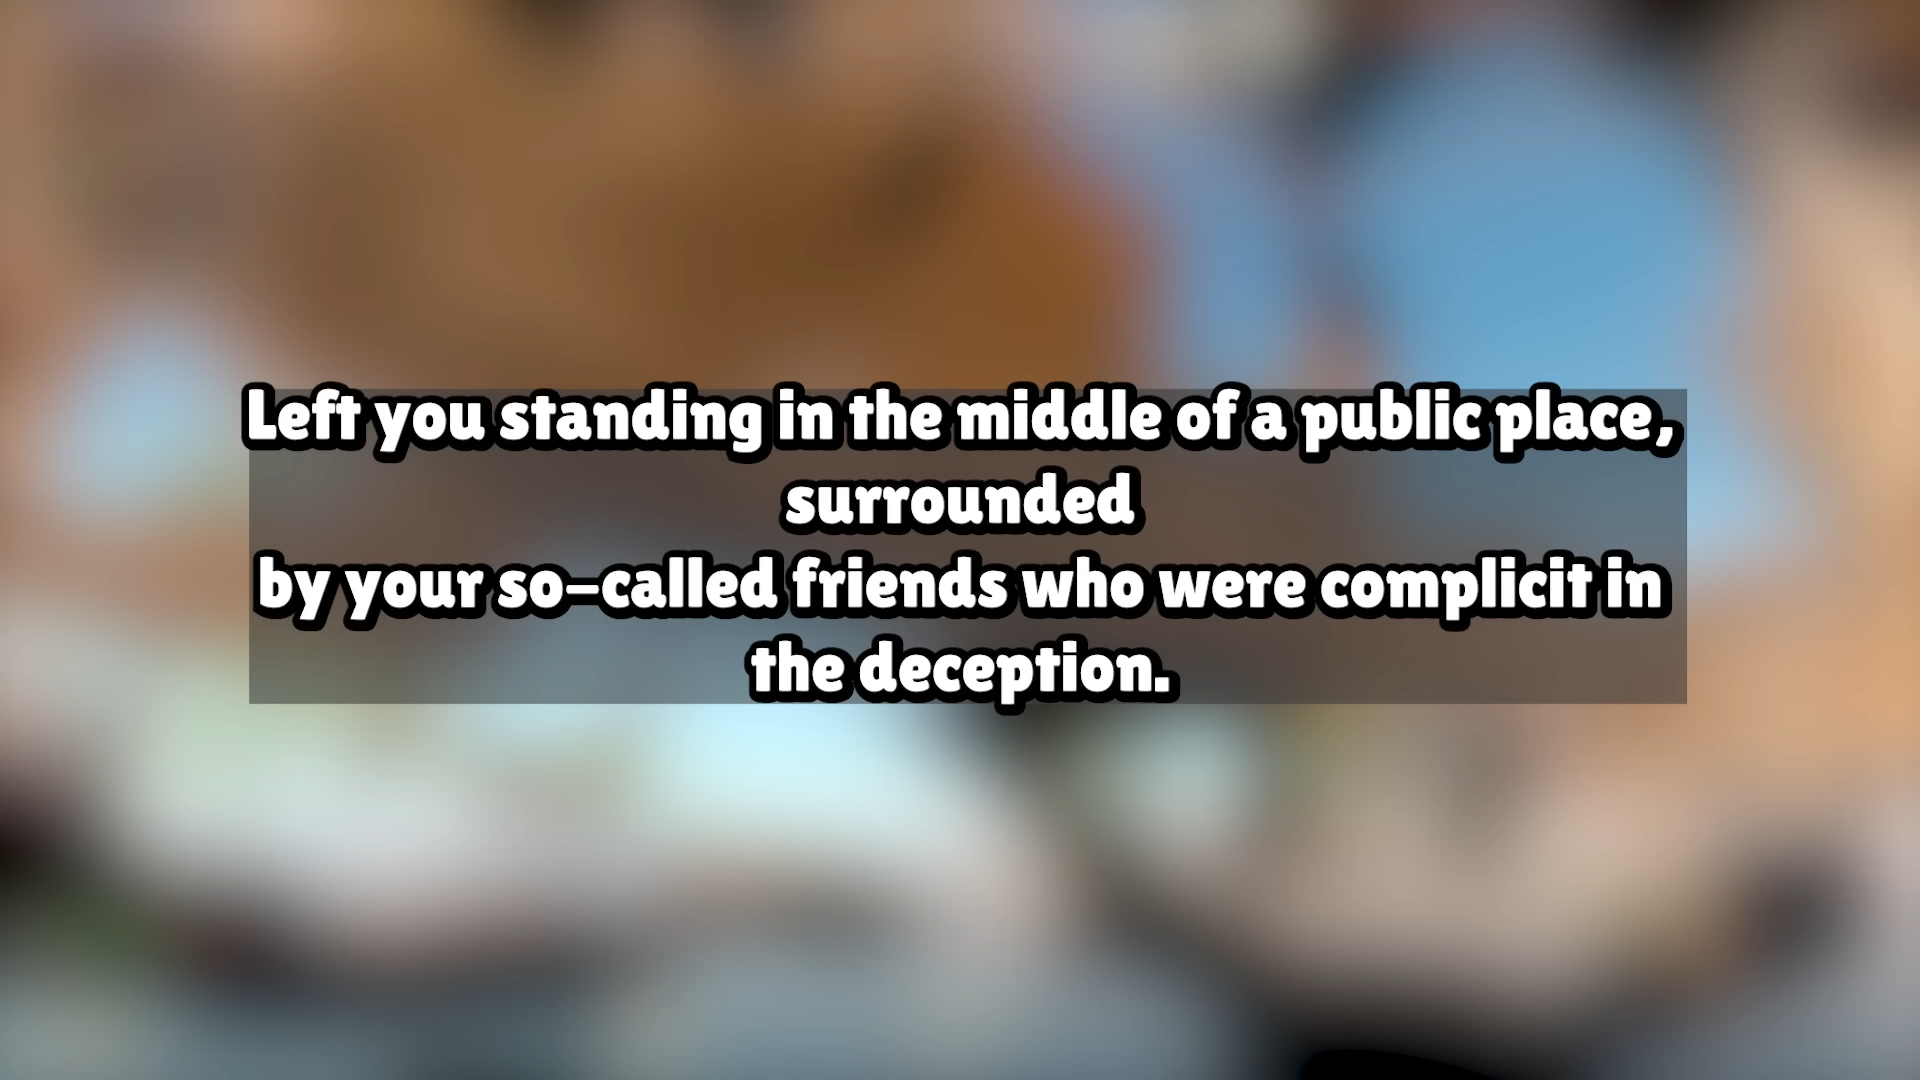 Left you standing in the middle of a public place,
surrounded
by your so-called friends who were complicit in
the deception.